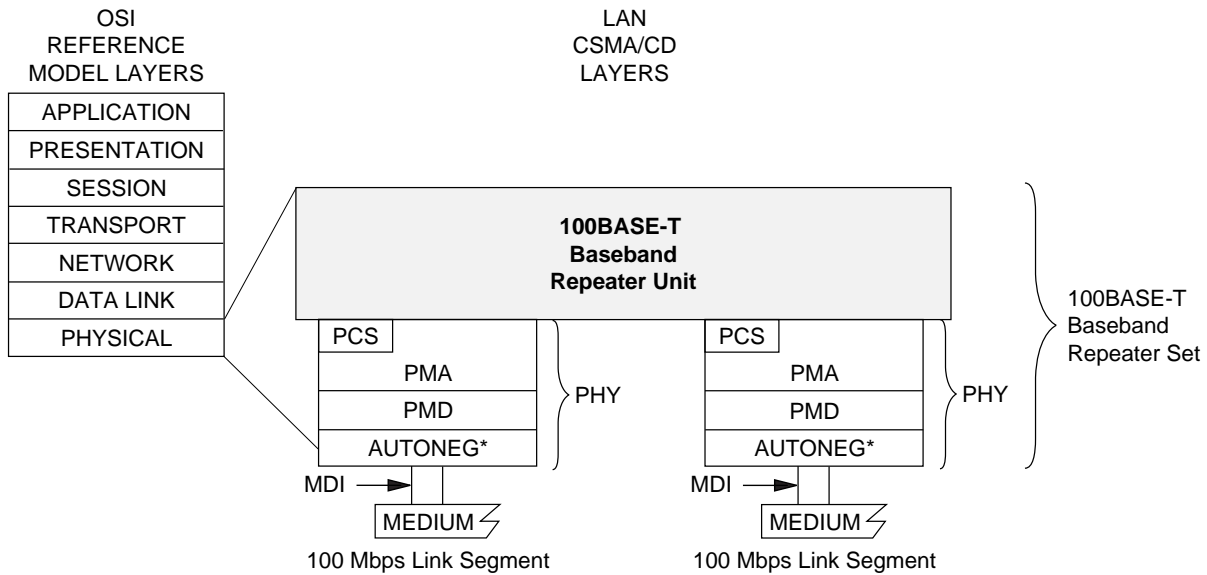 OSI
REFERENCE
MODEL LAYERS
APPLICATION
PRESENTATION
SESSION
TRANSPORT
NETWORK
DATA LINK
PHYSICAL
LAN
CSMA/CD
LAYERS
100BASE-T
Baseband
Repeater Unit
PCS
PMA
PMD
AUTONEG*
PHY
MDI
MEDIUM
100 Mbps Link Segment
PCS
PMA
PMD
AUTONEG*
PHY
MDI
MEDIUM
100 Mbps Link Segment
100BASE-T
Baseband
Repeater Set